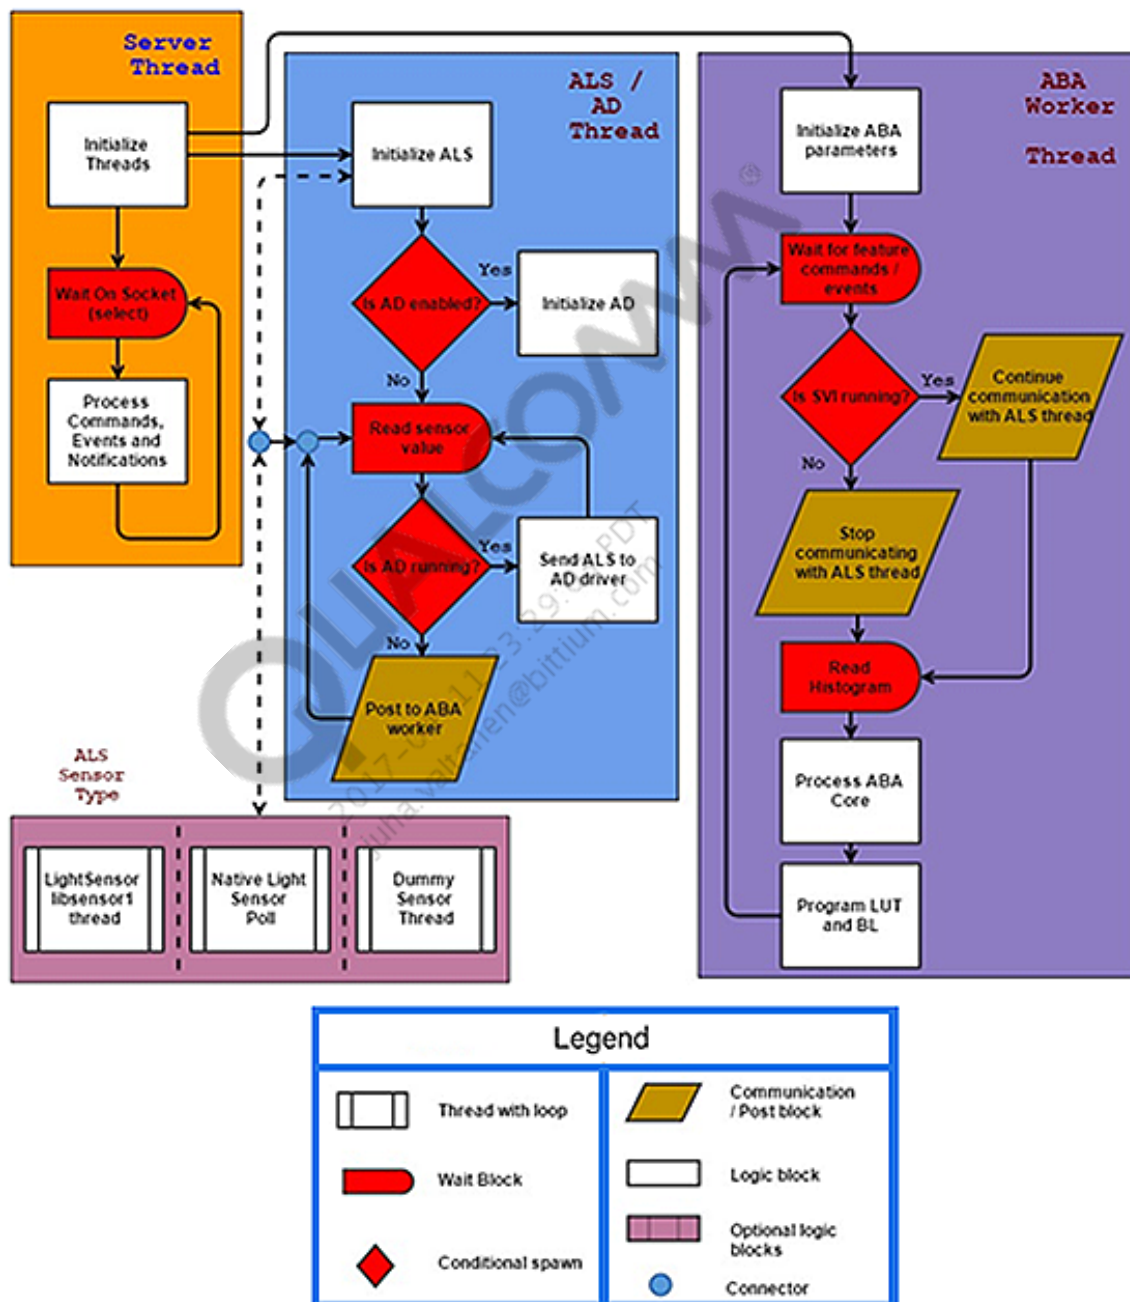 Server
Thread
Initialize
Threads
Wait On Socket
(select)
Process
Commands,
Events and
Notifications
ALS /
AD
Thread
Initialize ALS
Is AD enabled?
Yes
Initialize AD
No
Read sensor
value
Is AD running?
Yes
Send ALS to
AD driver
No
Post to ABA
worker
ABA
Worker
Thread
Initialize ABA
parameters
Wait for feature
commands /
events
Is SVI running?
Yes
Continue
communication
with ALS thread
No
Stop
communicating
with ALS thread
Read
Histogram
Process ABA
Core
Program LUT
and BL
ALS
Sensor
Type
LightSensor
libsensor1
thread
Native Light
Sensor
Poll
Dummy
Sensor
Thread
QUALCOMM®
PDT
juha.valtanen@bittium.com
Legend
Thread with loop
Wait Block
Conditional spawn
Communication
/ Post block
Logic block
Optional logic
blocks
Connector